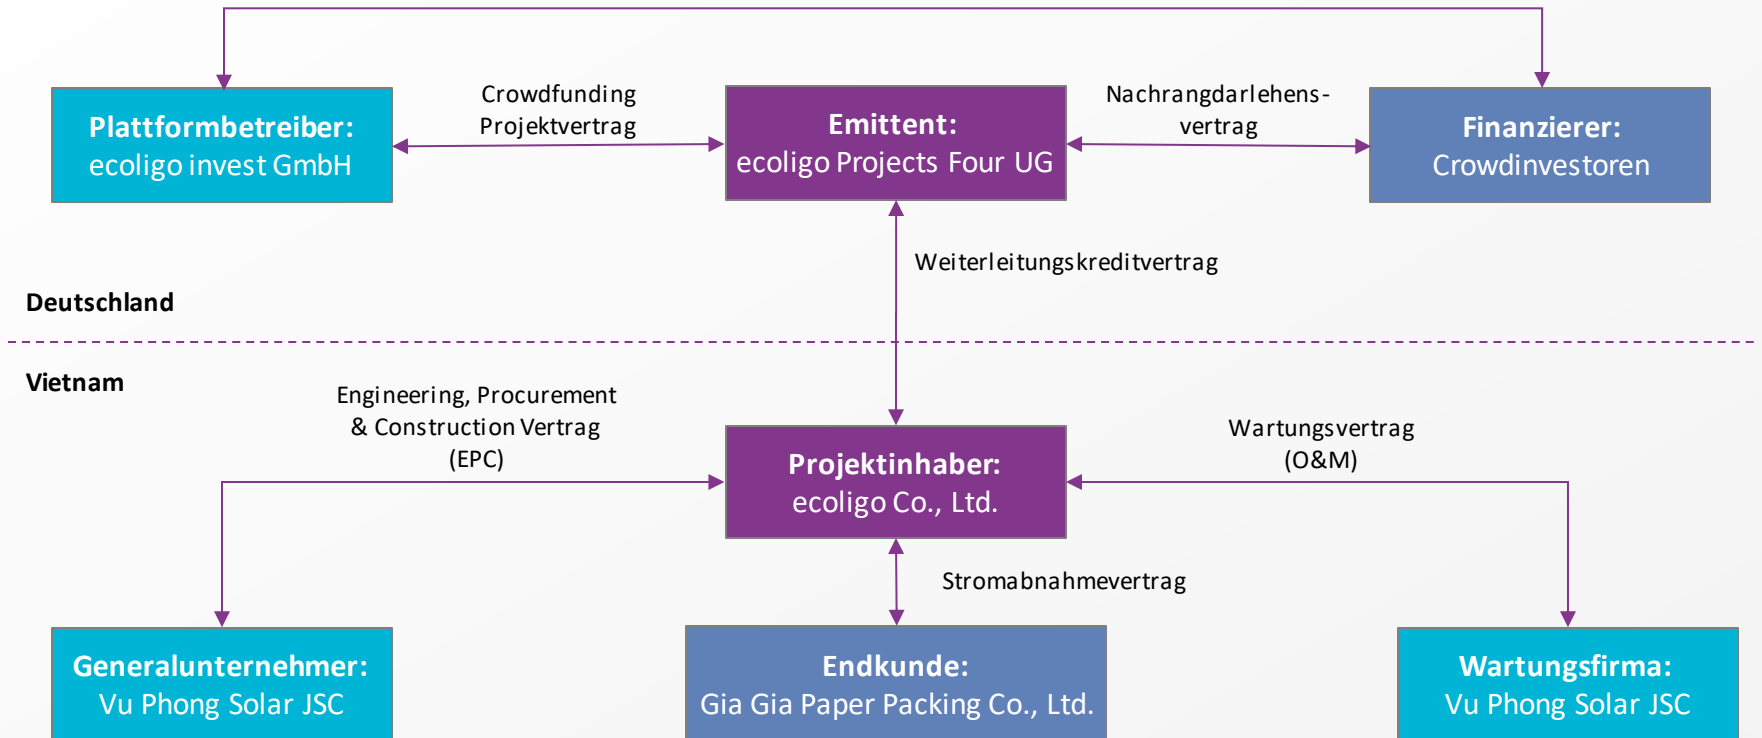 Crowdfunding
Projektvertrag
Nachrangdarlehens-
vertrag
Plattformbetreiber:
ecoligo invest GmbH
Emittent:
ecoligo Projects Four UG
Finanzierer:
Crowdinvestoren
Weiterleitungskreditvertrag
Deutschland
Vietnam
Engineering, Procurement
& Construction Vertrag
(EPC)
Wartungsvertrag
(O&M)
Projektinhaber:
ecoligo Co., Ltd.
Stromabnahmevertrag
Generalunternehmer:
Vu Phong Solar JSC
Endkunde:
Gia Gia Paper Packing Co., Ltd.
Wartungsfirma:
Vu Phong Solar JSC